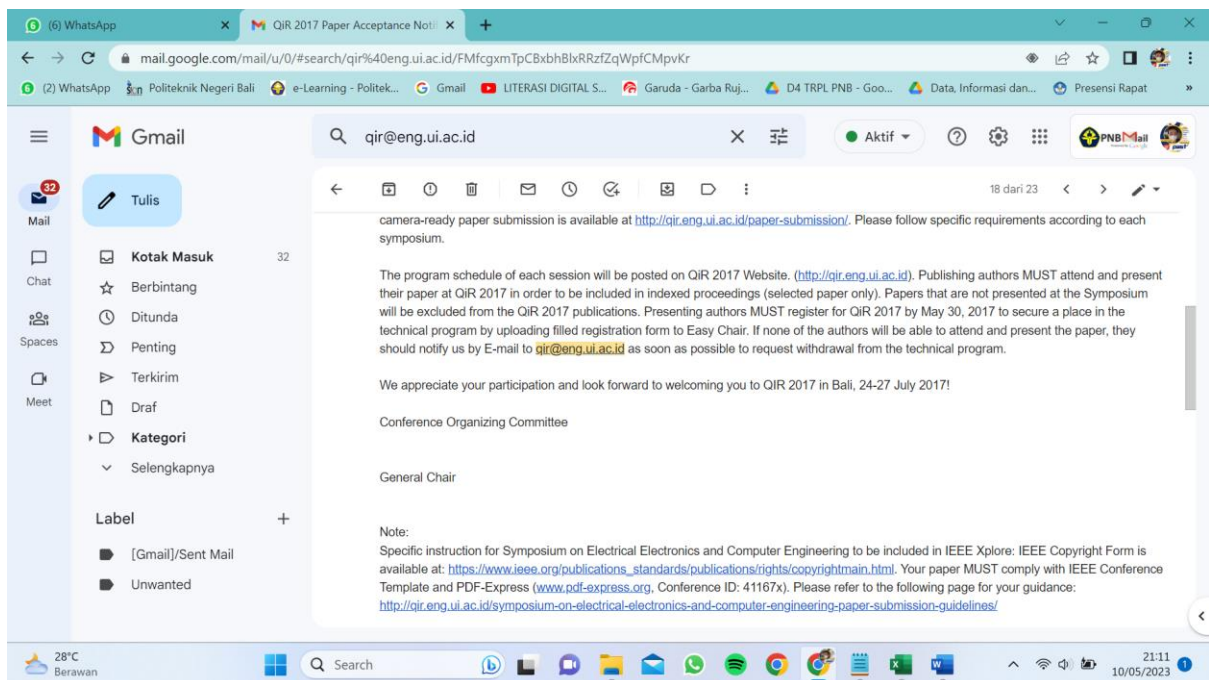 (6) WhatsApp
QiR 2017 Paper Acceptance Noti
mail.google.com/mail/u/0/#search/qir%40eng.ui.ac.id/FMfcgxmTpCBxbhBlxRRzfZqWpfCMpvKr
(2) WhatsApp Politeknik Negeri Bali e-Learning - Politek... Gmail LITERASI DIGITAL S... Garuda - Garba Ruj... D4 TRPL PNB - Goo... Data, Informasi dan... Presensi Rapat »
Gmail
qir@eng.ui.ac.id
Aktif
PNBMail
32
Mail
Chat
Spaces
Meet
Tulis
Kotak Masuk 32
Berbintang
Ditunda
Penting
Terkirim
Draf
Kategori
Selengkapnya
Label +
[Gmail]/Sent Mail
Unwanted
18 dari 23
camera-ready paper submission is available at http://qir.eng.ui.ac.id/paper-submission/. Please follow specific requirements according to each
symposium.
The program schedule of each session will be posted on QiR 2017 Website. (http://qir.eng.ui.ac.id). Publishing authors MUST attend and present
their paper at QiR 2017 in order to be included in indexed proceedings (selected paper only). Papers that are not presented at the Symposium
will be excluded from the QiR 2017 publications. Presenting authors MUST register for QiR 2017 by May 30, 2017 to secure a place in the
technical program by uploading filled registration form to Easy Chair. If none of the authors will be able to attend and present the paper, they
should notify us by E-mail to qir@eng.ui.ac.id as soon as possible to request withdrawal from the technical program.
We appreciate your participation and look forward to welcoming you to QIR 2017 in Bali, 24-27 July 2017!
Conference Organizing Committee
General Chair
Note:
Specific instruction for Symposium on Electrical Electronics and Computer Engineering to be included in IEEE Xplore: IEEE Copyright Form is
available at: https://www.ieee.org/publications_standards/publications/rights/copyrightmain.html. Your paper MUST comply with IEEE Conference
Template and PDF-Express (www.pdf-express.org, Conference ID: 41167x). Please refer to the following page for your guidance:
http://qir.eng.ui.ac.id/symposium-on-electrical-electronics-and-computer-engineering-paper-submission-guidelines/
28°C
Berawan
Search
21:11
10/05/2023
1